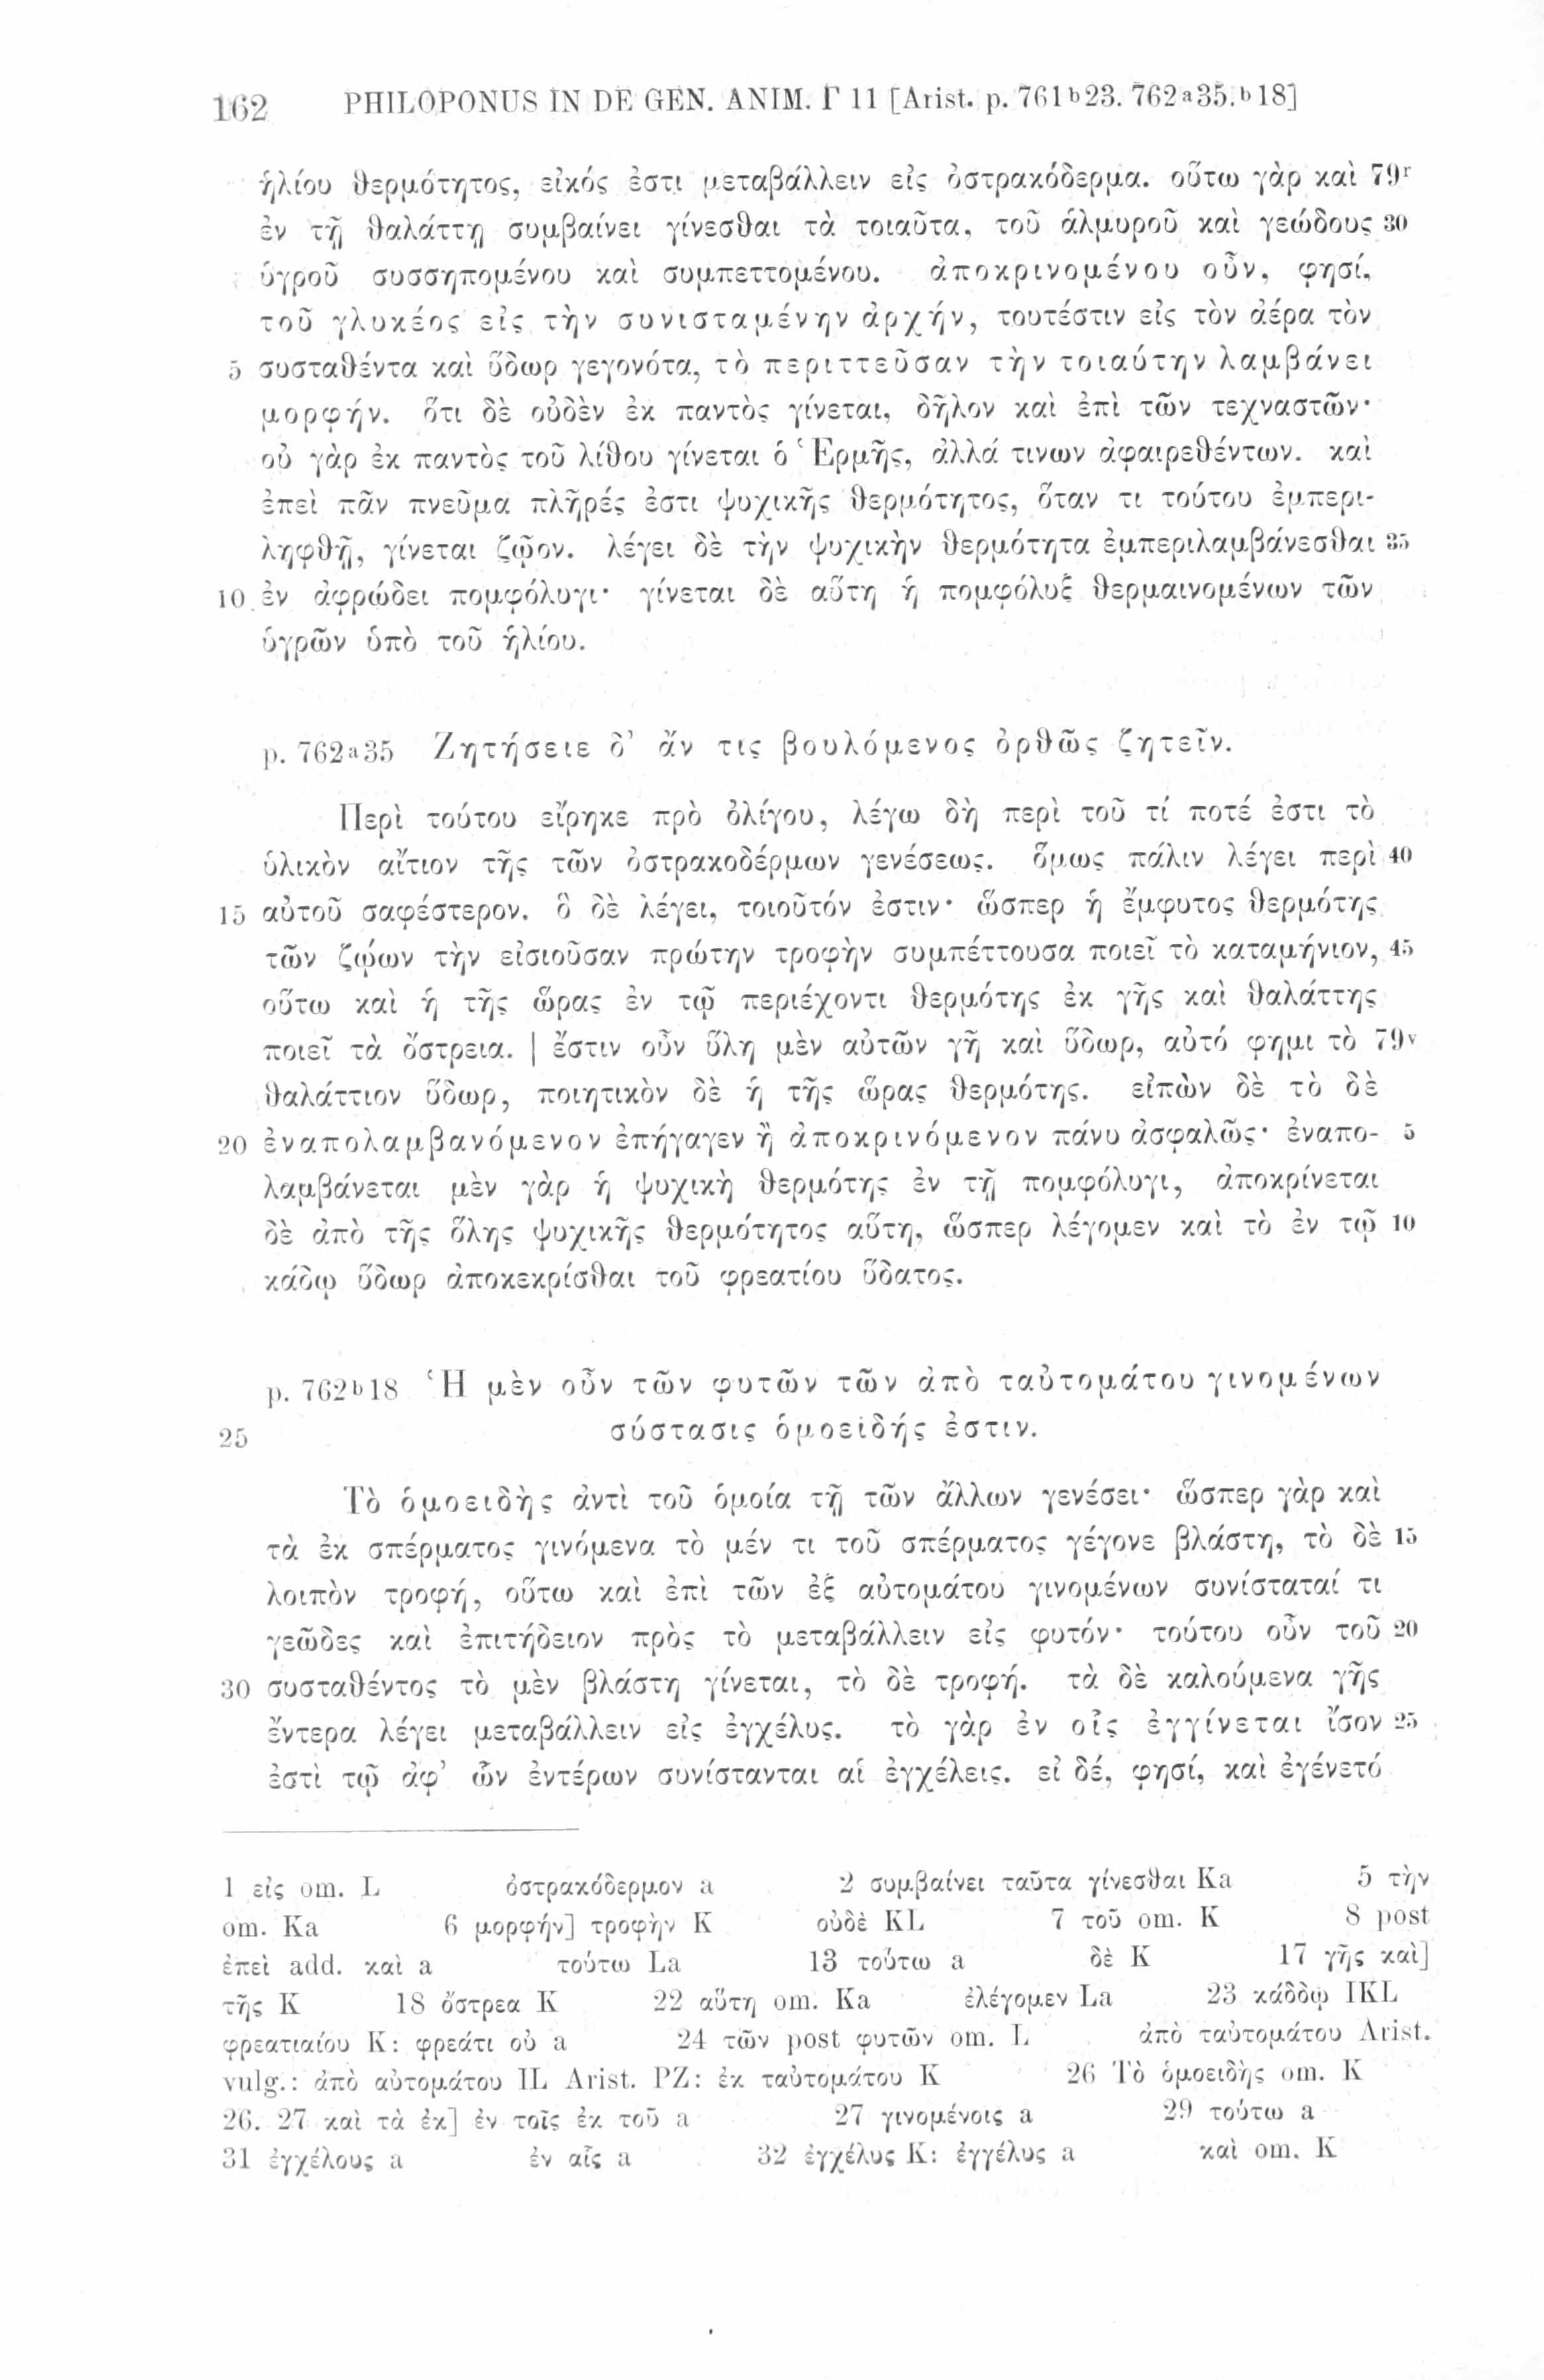 162 PHILOPONUS IN DE GEN. ANIM. Γ 11 [Arist. p. 761b23. 762a35. b18]
ἡλίου θερμότητος, εἰκός ἐστι μεταβάλλειν εἰς ὀστρακόδερμα. οὕτω γὰρ καὶ 79r
ἐν τῇ θαλάττῃ συμβαίνει γίνεσθαι τὰ τοιαῦτα, τοῦ ἁλμυροῦ καὶ γεώδους 30
ὑγροῦ συσσηπομένου καὶ συμπεττομένου. ἀποκρινομένου οὖν, φησί,
τοῦ γλυκέος εἰς τὴν συνισταμένην ἀρχήν, τουτέστιν εἰς τὸν ἀέρα τὸν
5 συσταθέντα καὶ ὕδωρ γεγονότα, τὸ περιττεῦσαν τὴν τοιαύτην λαμβάνει
μορφήν. ὅτι δὲ οὐδὲν ἐκ παντὸς γίνεται, δῆλον καὶ ἐπὶ τῶν τεχναστῶν·
οὐ γὰρ ἐκ παντὸς τοῦ λίθου γίνεται ὁ Ἑρμῆς, ἀλλά τινων ἀφαιρεθέντων. καὶ
ἐπεὶ πᾶν πνεῦμα πλῆρές ἐστι ψυχικῆς θερμότητος, ὅταν τι τούτου ἐμπερι-
ληφθῇ, γίνεται ζῷον. λέγει δὲ τὴν ψυχικὴν θερμότητα ἐμπεριλαμβάνεσθαι 35
10 ἐν ἀφρώδει πομφόλυγι· γίνεται δὲ αὕτη ἡ πομφόλυξ θερμαινομένων τῶν
ὑγρῶν ὑπὸ τοῦ ἡλίου.
p. 762a35 Ζητήσειε δ’ ἄν τις βουλόμενος ὀρθῶς ζητεῖν.
Περὶ τούτου εἴρηκε πρὸ ὀλίγου, λέγω δὴ περὶ τοῦ τί ποτέ ἐστι τὸ
ὑλικὸν αἴτιον τῆς τῶν ὀστρακοδέρμων γενέσεως. ὅμως πάλιν λέγει περὶ 40
15 αὐτοῦ σαφέστερον. ὃ δὲ λέγει, τοιοῦτόν ἐστιν· ὥσπερ ἡ ἔμφυτος θερμότης
τῶν ζῴων τὴν εἰσιοῦσαν πρώτην τροφὴν συμπέττουσα ποιεῖ τὸ καταμήνιον, 45
οὕτω καὶ ἡ τῆς ὥρας ἐν τῷ περιέχοντι θερμότης ἐκ γῆς καὶ θαλάττης
ποιεῖ τὰ ὄστρεια. | ἔστιν οὖν ὕλη μὲν αὐτῶν γῆ καὶ ὕδωρ, αὐτό φημι τὸ 79v
θαλάττιον ὕδωρ, ποιητικὸν δὲ ἡ τῆς ὥρας θερμότης. εἰπὼν δὲ τὸ δὲ
20 ἐναπολαμβανόμενον ἐπήγαγεν ἢ ἀποκρινόμενον πάνυ ἀσφαλῶς· ἐναπο- 5
λαμβάνεται μὲν γὰρ ἡ ψυχικὴ θερμότης ἐν τῇ πομφόλυγι, ἀποκρίνεται
δὲ ἀπὸ τῆς ὅλης ψυχικῆς θερμότητος αὕτη, ὥσπερ λέγομεν καὶ τὸ ἐν τῷ 10
κάδῳ ὕδωρ ἀποκεκρίσθαι τοῦ φρεατίου ὕδατος.
p. 762b18 Ἡ μὲν οὖν τῶν φυτῶν τῶν ἀπὸ ταὐτομάτου γινομένων
25 σύστασις ὁμοειδής ἐστιν.
Τὸ ὁμοειδὴς ἀντὶ τοῦ ὁμοία τῇ τῶν ἄλλων γενέσει· ὥσπερ γὰρ καὶ
τὰ ἐκ σπέρματος γινόμενα τὸ μέν τι τοῦ σπέρματος γέγονε βλάστη, τὸ δὲ 15
λοιπὸν τροφή, οὕτω καὶ ἐπὶ τῶν ἐξ αὐτομάτου γινομένων συνίσταταί τι
γεῶδες καὶ ἐπιτήδειον πρὸς τὸ μεταβάλλειν εἰς φυτόν· τούτου οὖν τοῦ 20
30 συσταθέντος τὸ μὲν βλάστη γίνεται, τὸ δὲ τροφή. τὰ δὲ καλούμενα γῆς
ἔντερα λέγει μεταβάλλειν εἰς ἐγχέλυς. τὸ γὰρ ἐν οἷς ἐγγίνεται ἴσον 25
ἐστὶ τῷ ἀφ’ ὧν ἐντέρων συνίστανται αἱ ἐγχέλεις. εἰ δέ, φησί, καὶ ἐγένετό
1 εἰς om. L ὀστρακόδερμον a 2 συμβαίνει ταῦτα γίνεσθαι Ka 5 τὴν
om. Ka 6 μορφήν] τροφὴν K οὐδὲ KL 7 τοῦ om. K 8 post
ἐπεὶ add. καὶ a τούτω La 13 τούτω a δὲ K 17 γῆς καὶ]
τῆς K 18 ὄστρεα K 22 αὕτη om. Ka ἐλέγομεν La 23 κάδδῳ IKL
φρεατιαίου K: φρεάτι οὐ a 24 τῶν post φυτῶν om. L ἀπὸ ταὐτομάτου Arist.
vulg.: ἀπὸ αὐτομάτου IL Arist. PZ: ἐκ ταὐτομάτου K 26 Τὸ ὁμοειδὴς om. K
26. 27 καὶ τὰ ἐκ] ἐν τοῖς ἐκ τοῦ a 27 γινομένοις a 29 τούτω a
31 ἐγχέλους a ἐν αἷς a 32 ἐγχέλυς K: ἐγγέλυς a καὶ om. K